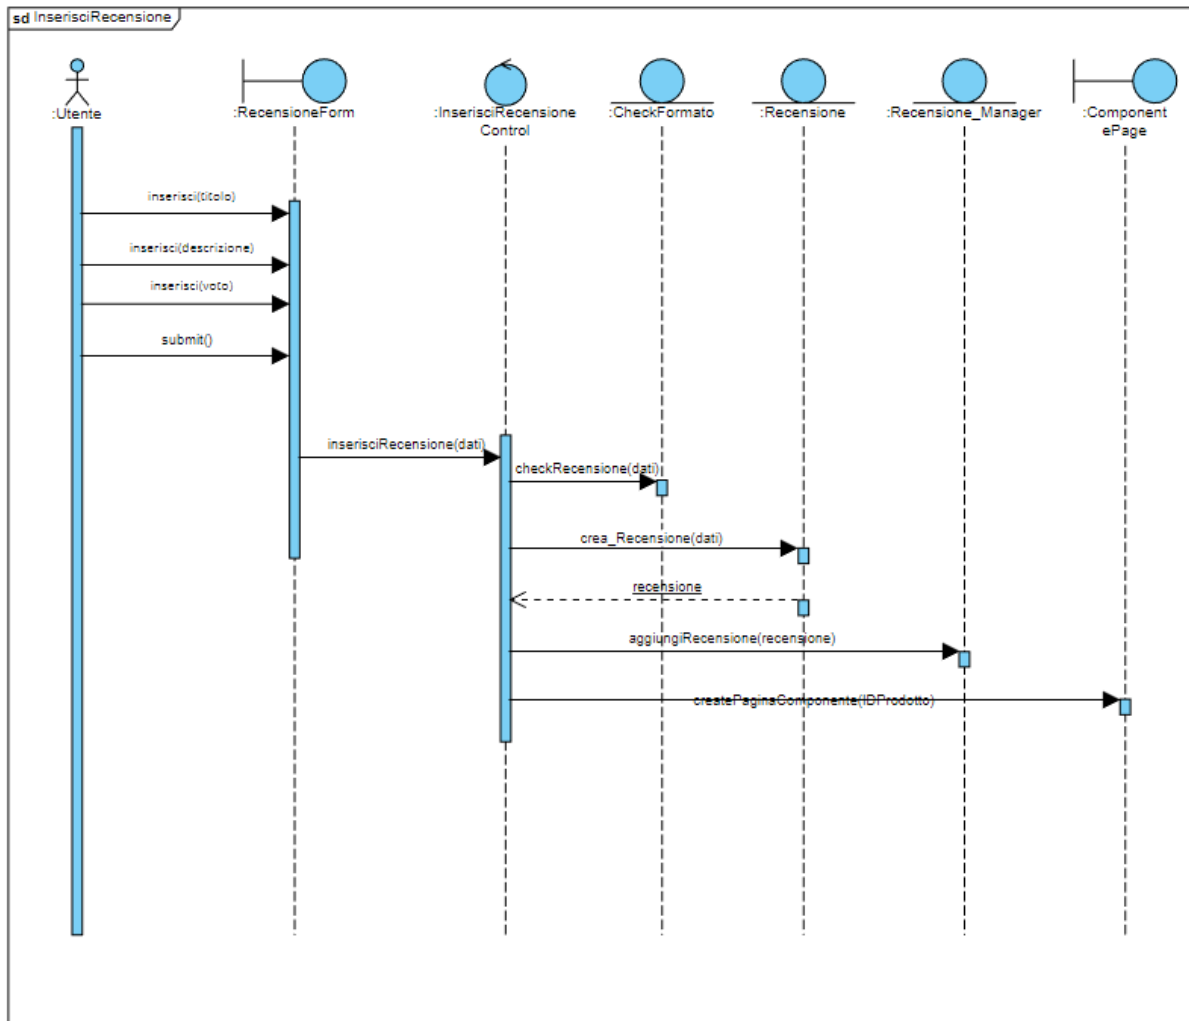 sd InserisciRecensione
:Utente
:RecensioneForm
:InserisciRecensione
Control
:CheckFormato
:Recensione
:Recensione_Manager
:Component
ePage
inserisci(titolo)
inserisci(descrizione)
inserisci(voto)
submit()
inserisciRecensione(dati)
checkRecensione(dati)
crea_Recensione(dati)
recensione
aggiungiRecensione(recensione)
createPaginaComponente(IDProdotto)